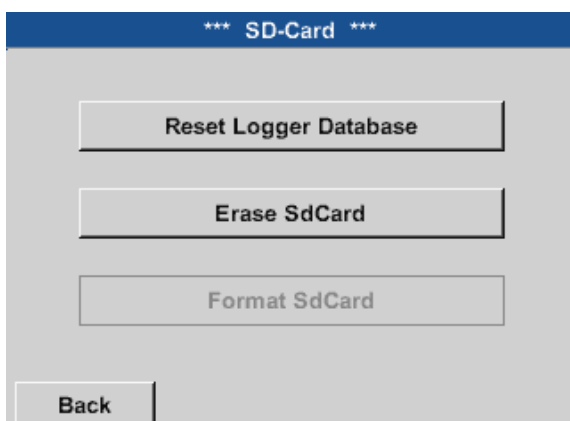 *** SD-Card ***
Reset Logger Database
Erase SdCard
Format SdCard
Back